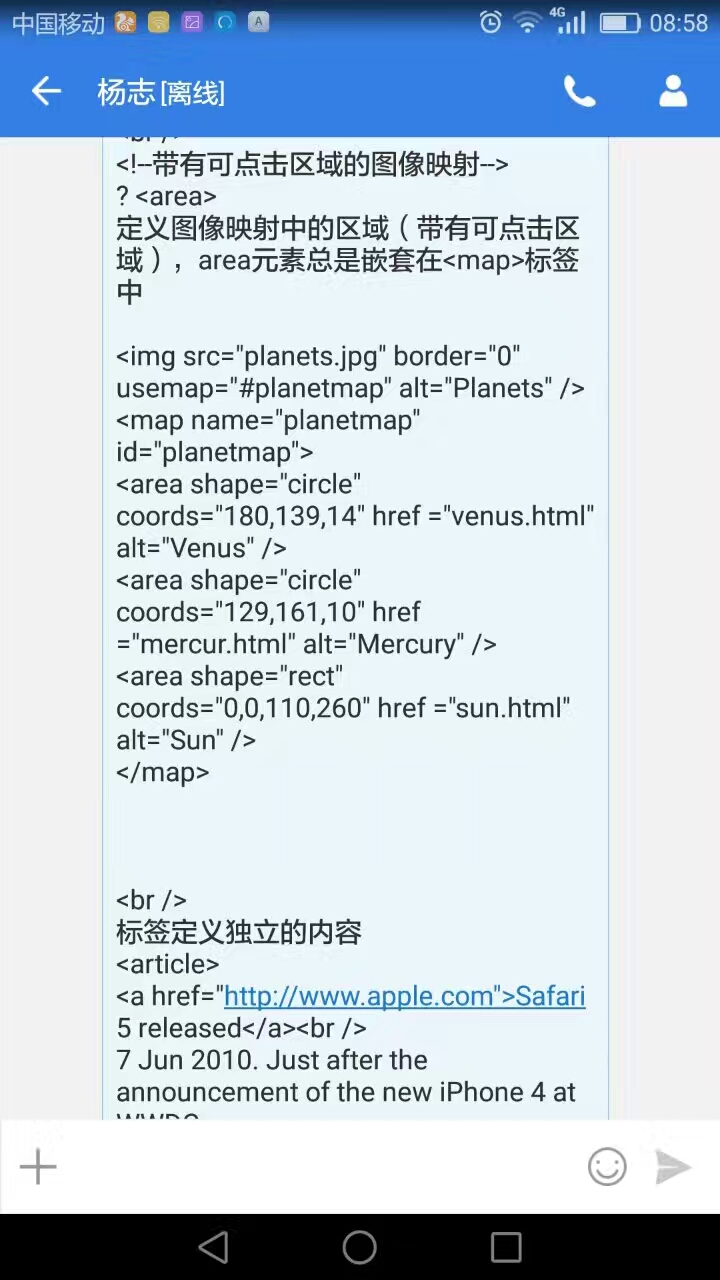 中国移动
4G
08:58
杨志[离线]
<br />
<!--带有可点击区域的图像映射-->
? <area>
定义图像映射中的区域（带有可点击区
域），area元素总是嵌套在<map>标签
中
<img src="planets.jpg" border="0"
usemap="#planetmap" alt="Planets" />
<map name="planetmap"
id="planetmap">
<area shape="circle"
coords="180,139,14" href ="venus.html"
alt="Venus" />
<area shape="circle"
coords="129,161,10" href
="mercur.html" alt="Mercury" />
<area shape="rect"
coords="0,0,110,260" href ="sun.html"
alt="Sun" />
</map>
<br />
标签定义独立的内容
<article>
<a href="http://www.apple.com">Safari
5 released</a><br />
7 Jun 2010. Just after the
announcement of the new iPhone 4 at